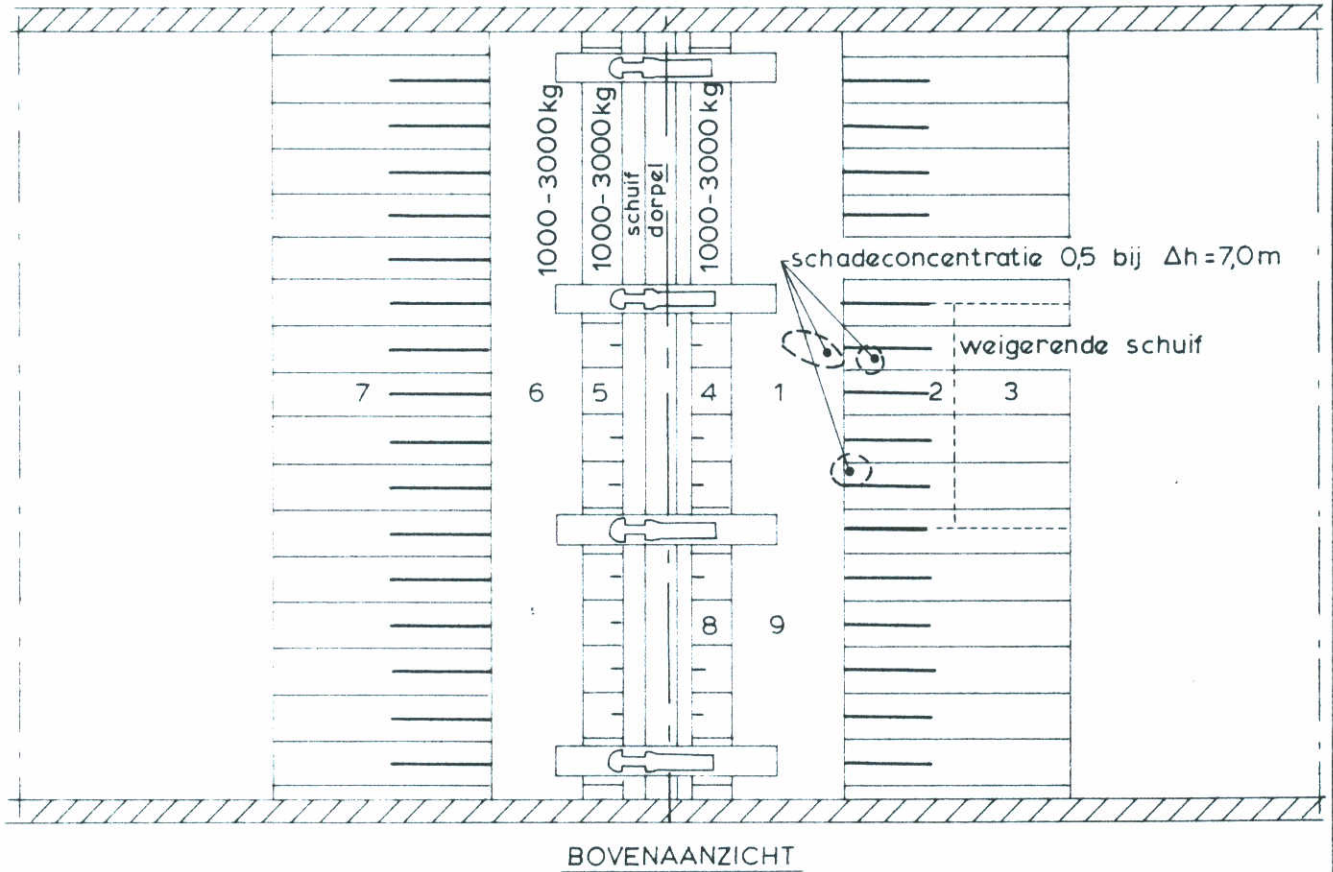 1000-3000kg
1000-3000kg
schuif
dorpel
1000-3000kg
schadeconcentratie 0,5 bij Δh = 7,0 m
weigerende schuif
7
6
5
4
1
2
3
8
9
BOVENAANZICHT